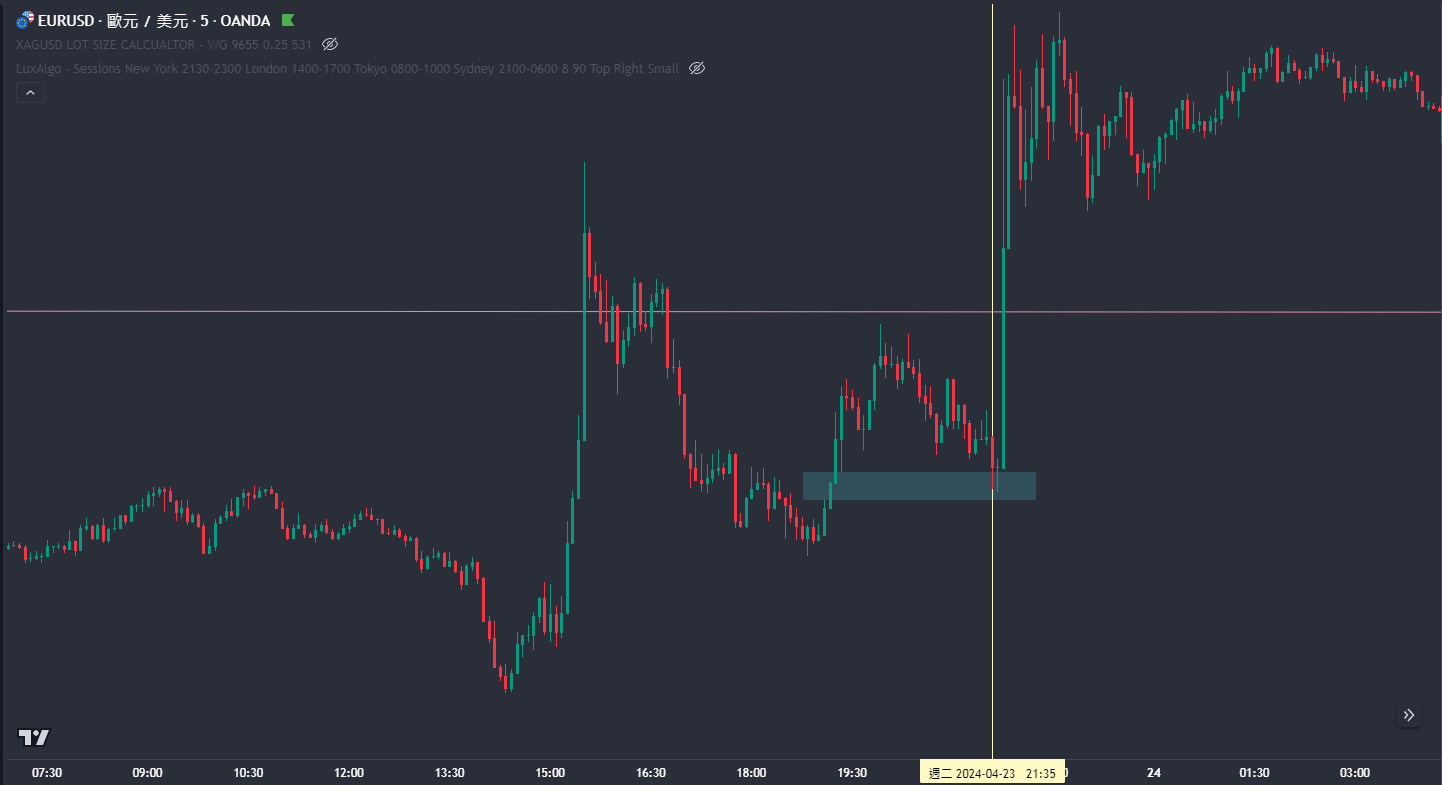 EURUSD · 歐元 / 美元 · 5 · OANDA
XAGUSD LOT SIZE CALCUALTOR - WG 9655 0.25 531
LuxAlgo - Sessions New York 2130-2300 London 1400-1700 Tokyo 0800-1000 Sydney 2100-0600 8 90 Top Right Small
07:30 09:00 10:30 12:00 13:30 15:00 16:30 18:00 19:30 週二 2024-04-23 21:35 0 24 01:30 03:00